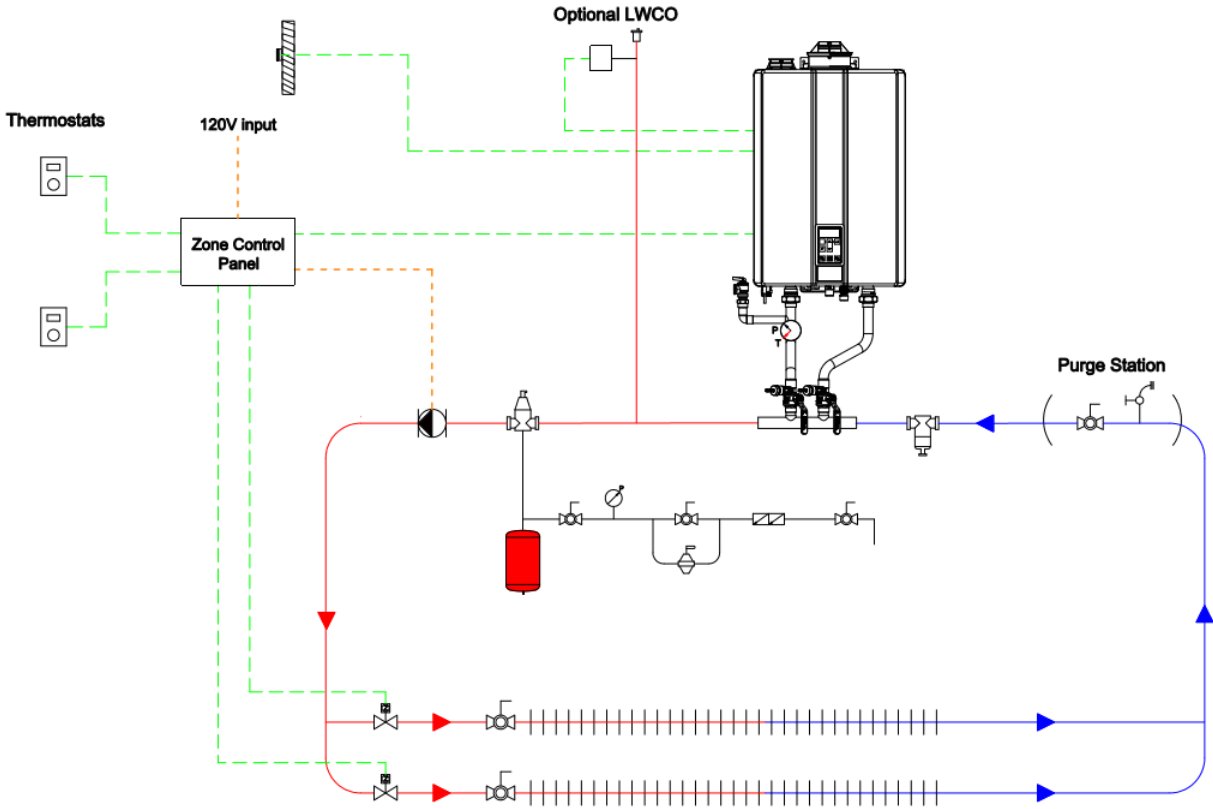 Optional LWCO
Thermostats
120V input
Zone Control
Panel
P
T
Purge Station
P